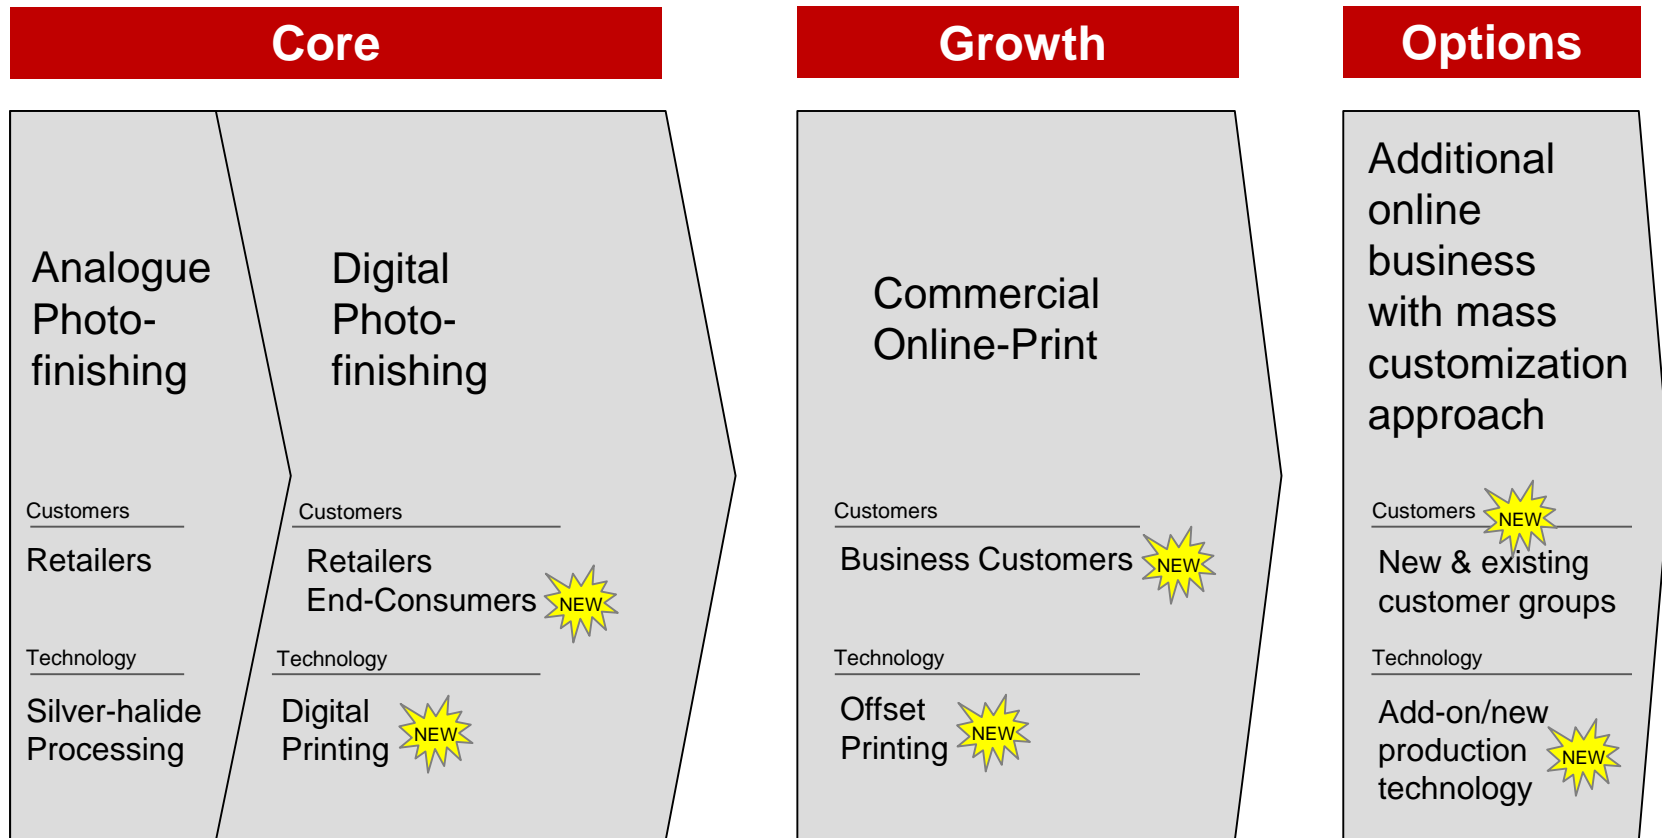 Core
Growth
Options
Analogue
Photo-
finishing
Customers
Retailers
Technology
Silver-halide
Processing
Digital
Photo-
finishing
Customers
Retailers
End-Consumers
NEW
Technology
Digital
Printing
NEW
Commercial
Online-Print
Customers
Business Customers
NEW
Technology
Offset
Printing
NEW
Additional
online
business
with mass
customization
approach
Customers
NEW
New & existing
customer groups
Technology
Add-on/new
production
technology
NEW